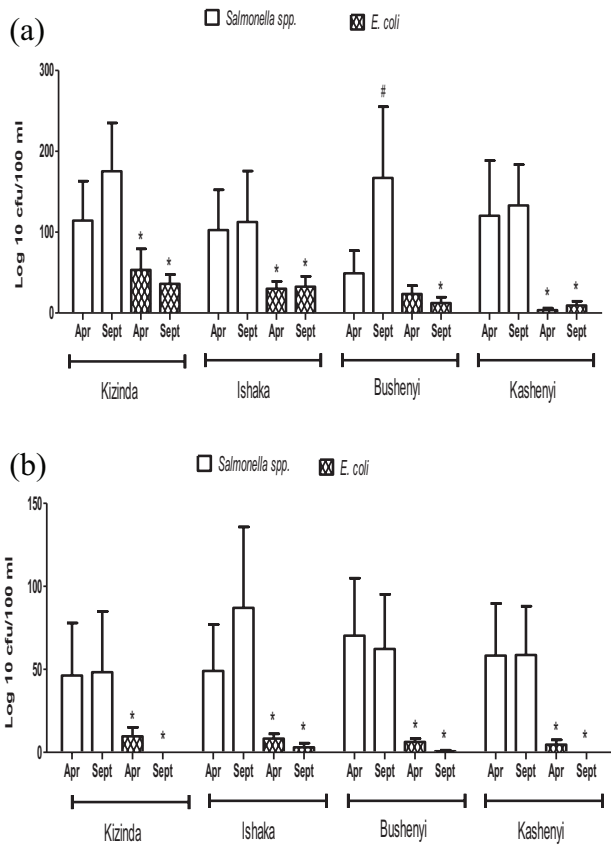 (a)
Salmonella spp. E. coli
300
200
100
0
Log 10 cfu/100 ml
#
* * * * * * *
Apr Sept Apr Sept Apr Sept Apr Sept Apr Sept Apr Sept Apr Sept Apr Sept
Kizinda Ishaka Bushenyi Kashenyi
(b)
Salmonella spp. E. coli
150
100
50
0
Log 10 cfu/100 ml
* * * * * * * *
Apr Sept Apr Sept Apr Sept Apr Sept Apr Sept Apr Sept Apr Sept Apr Sept
Kizinda Ishaka Bushenyi Kashenyi